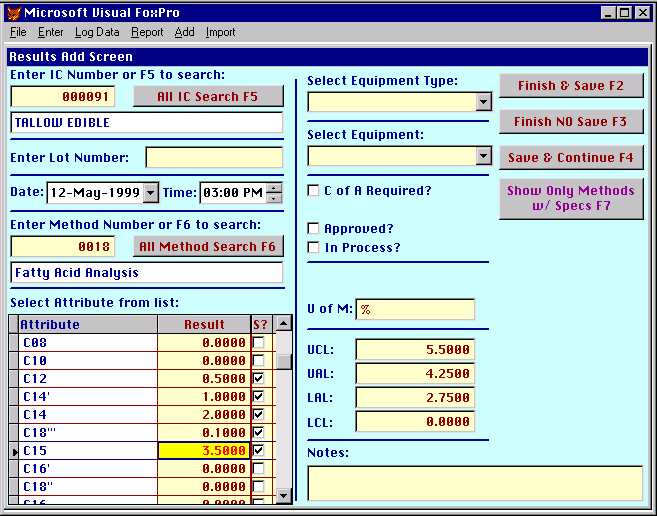 Microsoft Visual FoxPro
File Enter Log Data Report Add Import
Results Add Screen
Enter IC Number or F5 to search:
000091 All IC Search F5
TALLOW EDIBLE
Enter Lot Number:
Date: 12-May-1999 Time: 03:00 PM
Enter Method Number or F6 to search:
0018 All Method Search F6
Fatty Acid Analysis
Select Attribute from list:
Attribute Result S?
C08 0.0000
C10 0.0000
C12 0.5000
C14' 1.0000
C14 2.0000
C18''' 0.1000
C15 3.5000
C16' 0.0000
C18'' 0.0000
C16 0.0000
Select Equipment Type:
Select Equipment:
C of A Required?
Approved?
In Process?
U of M: %
UCL: 5.5000
UAL: 4.2500
LAL: 2.7500
LCL: 0.0000
Notes:
Finish & Save F2
Finish NO Save F3
Save & Continue F4
Show Only Methods
w/ Specs F7